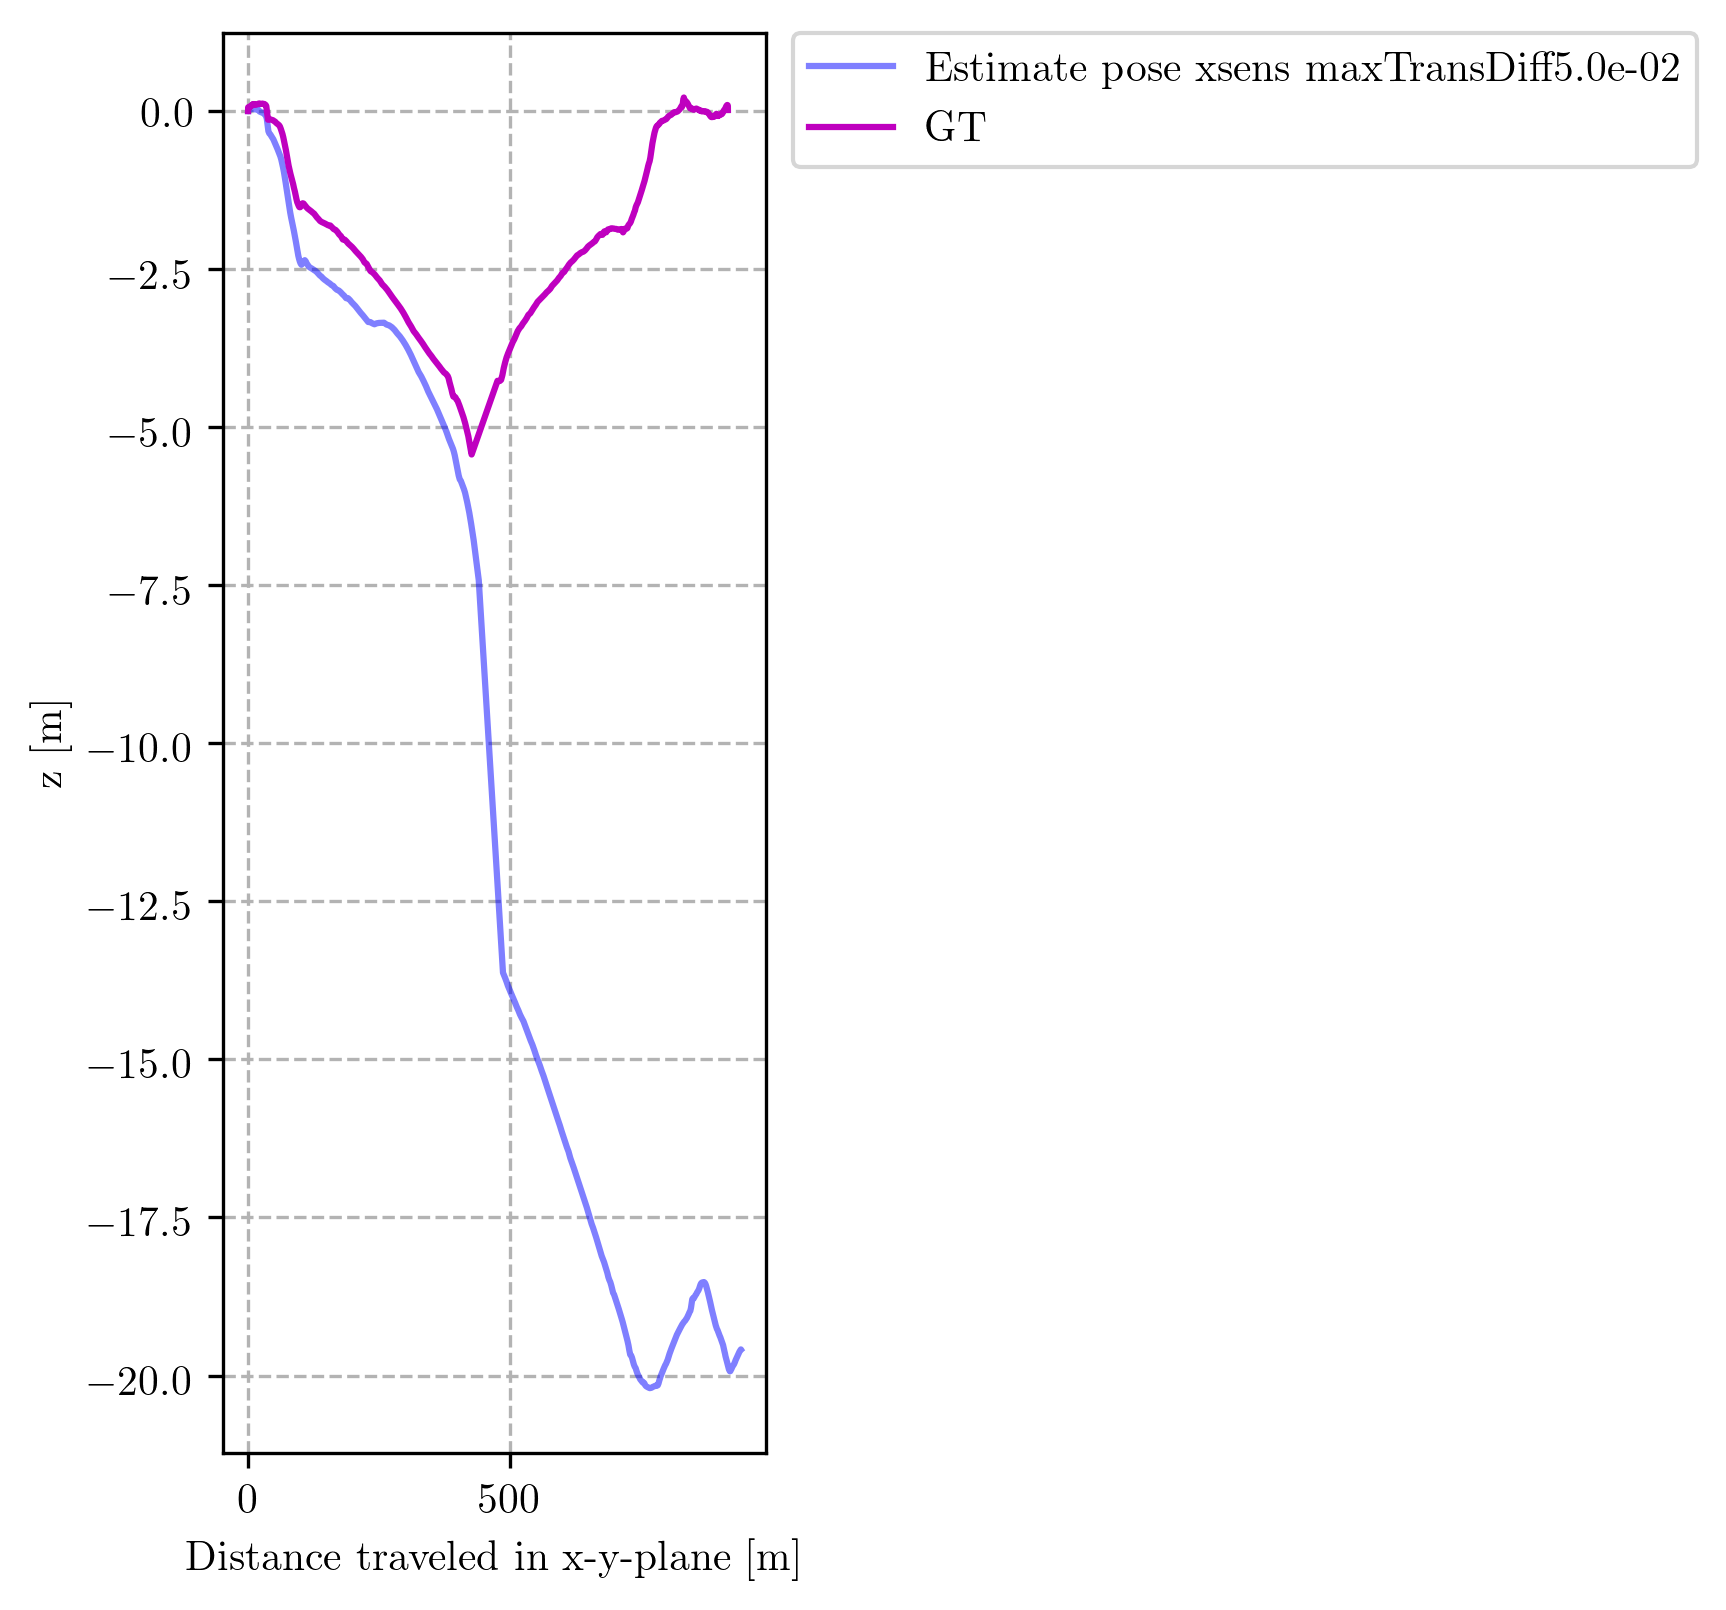 Estimate pose xsens maxTransDiff5.0e-02
GT
0.0
−2.5
−5.0
−7.5
−10.0
−12.5
−15.0
−17.5
−20.0
z [m]
0 500
Distance traveled in x-y-plane [m]